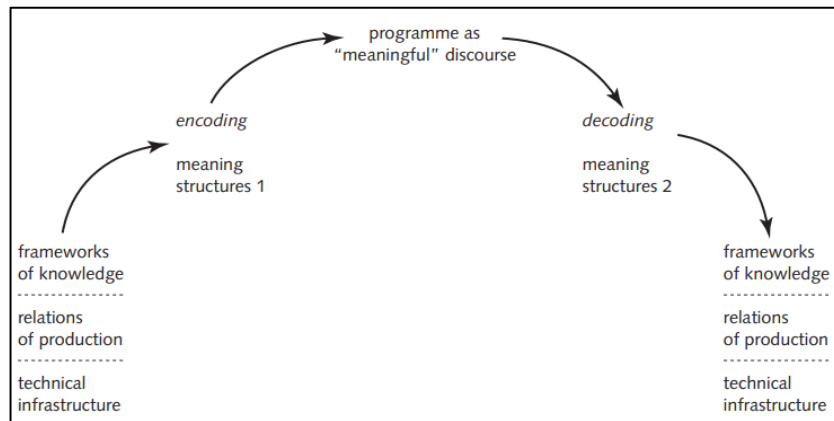 programme as
“meaningful” discourse
encoding
decoding
meaning
structures 1
meaning
structures 2
frameworks
of knowledge
relations
of production
technical
infrastructure
frameworks
of knowledge
relations
of production
technical
infrastructure